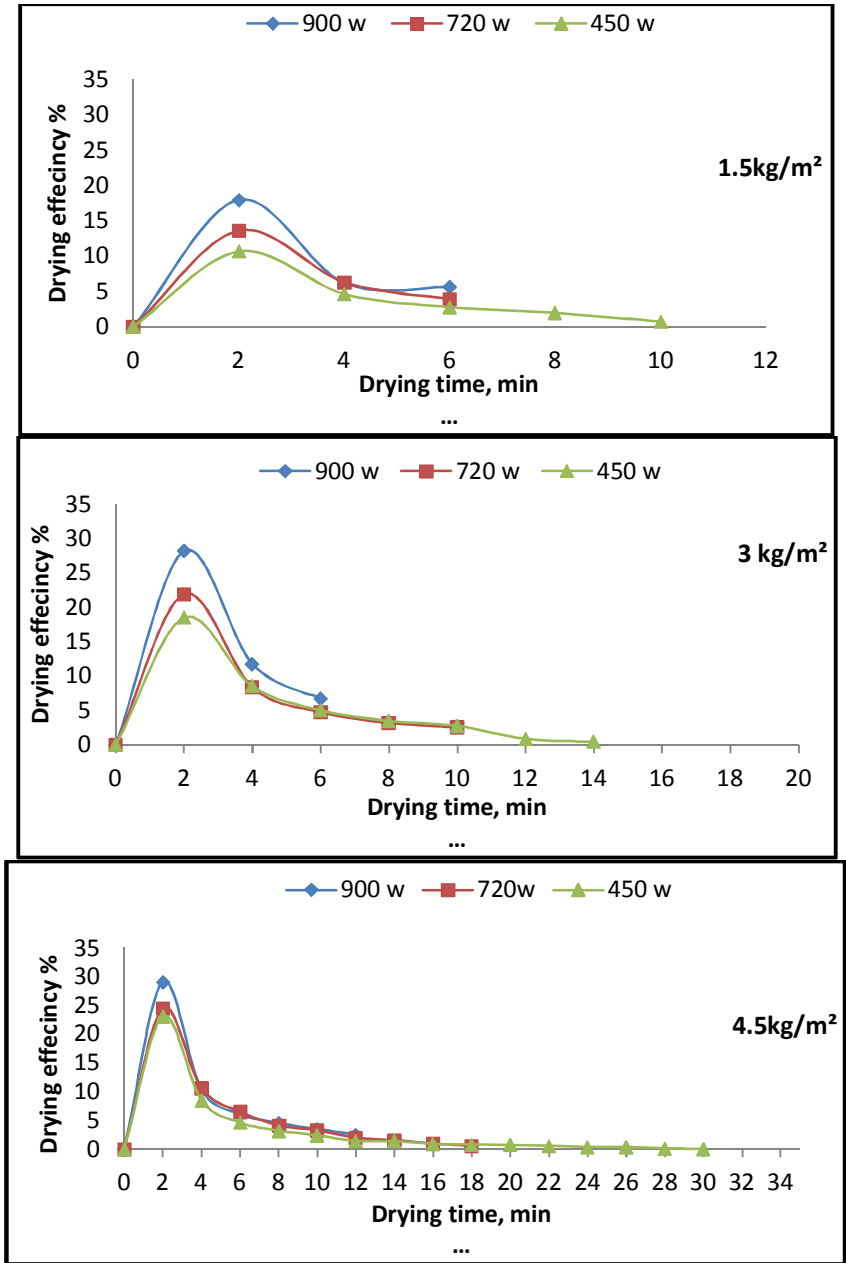 900 w 720 w 450 w
35
30
25
20
15
10
5
0
Drying effecincy %
1.5kg/m²
0 2 4 6 8 10 12
Drying time, min
...
900 w 720 w 450 w
35
30
25
20
15
10
5
0
Drying effecincy %
3 kg/m²
0 2 4 6 8 10 12 14 16 18 20
Drying time, min
...
900 w 720w 450 w
35
30
25
20
15
10
5
0
Drying effecincy %
4.5kg/m²
0 2 4 6 8 10 12 14 16 18 20 22 24 26 28 30 32 34
Drying time, min
...